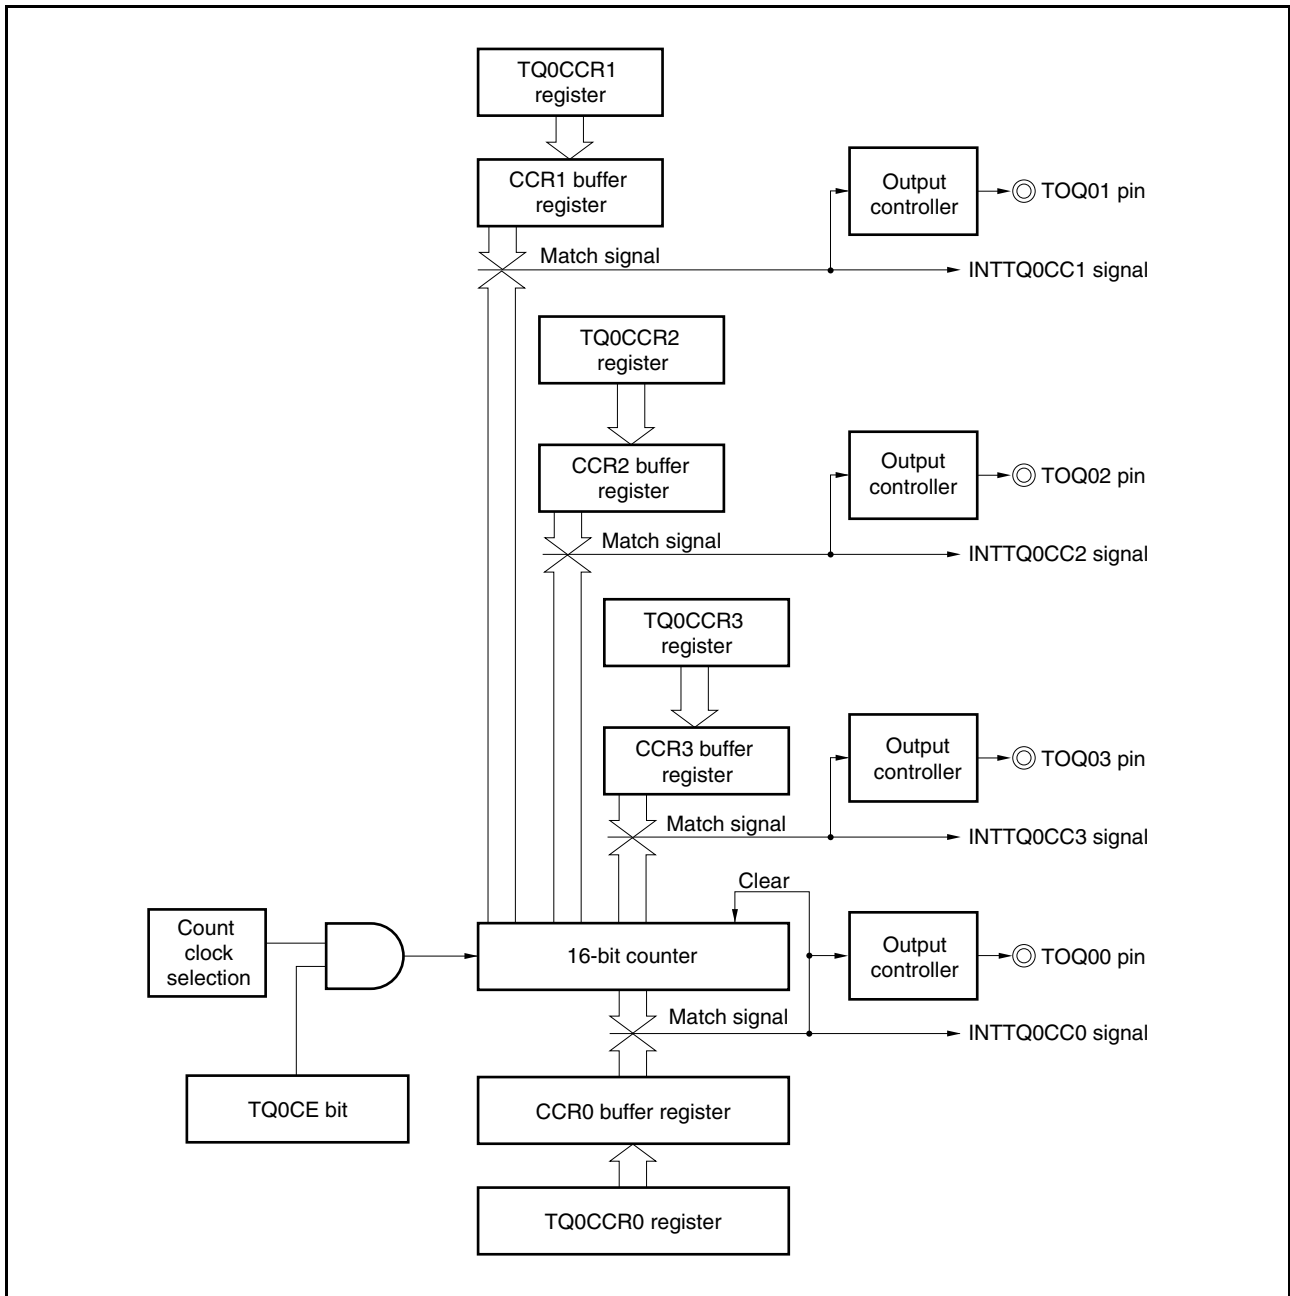 TQ0CCR1
register
CCR1 buffer
register
Output
controller
TOQ01 pin
Match signal
INTTQ0CC1 signal
TQ0CCR2
register
CCR2 buffer
register
Output
controller
TOQ02 pin
Match signal
INTTQ0CC2 signal
TQ0CCR3
register
CCR3 buffer
register
Output
controller
TOQ03 pin
Match signal
INTTQ0CC3 signal
Clear
Count
clock
selection
16-bit counter
Output
controller
TOQ00 pin
Match signal
INTTQ0CC0 signal
TQ0CE bit
CCR0 buffer register
TQ0CCR0 register